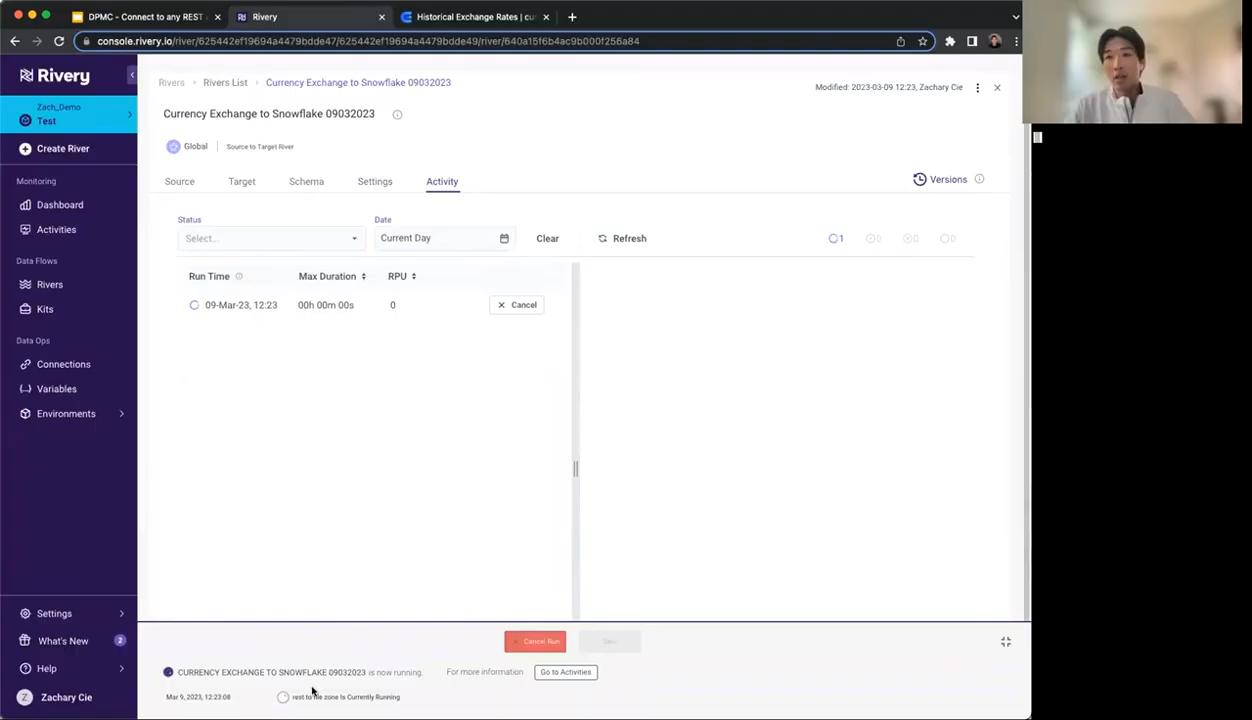 DPMC - Connect to any REST
Rivery
Historical Exchange Rates | cu
console.rivery.io/river/625442ef19694a4479bdde47/625442ef19694a4479bdde49/river/640a15f6b4ac9b000f256a84
Rivery
Zach_Demo
Test
Create River
Monitoring
Dashboard
Activities
Data Flows
Rivers
Kits
Data Ops
Connections
Variables
Environments
Settings
What's New 2
Help
Z Zachary Cie
Rivers > Rivers List > Currency Exchange to Snowflake 09032023
Modified: 2023-03-09 12:23, Zachary Cie
Currency Exchange to Snowflake 09032023
Global Source to Target River
Source Target Schema Settings Activity
Versions
Status Date
Select... Current Day Clear Refresh
1 0 0 0
Run Time Max Duration RPU
09-Mar-23, 12:23 00h 00m 00s 0 Cancel
Cancel Run Save
CURRENCY EXCHANGE TO SNOWFLAKE 09032023 is now running. For more information Go to Activities
Mar 9, 2023, 12:23:08 rest to file zone Is Currently Running